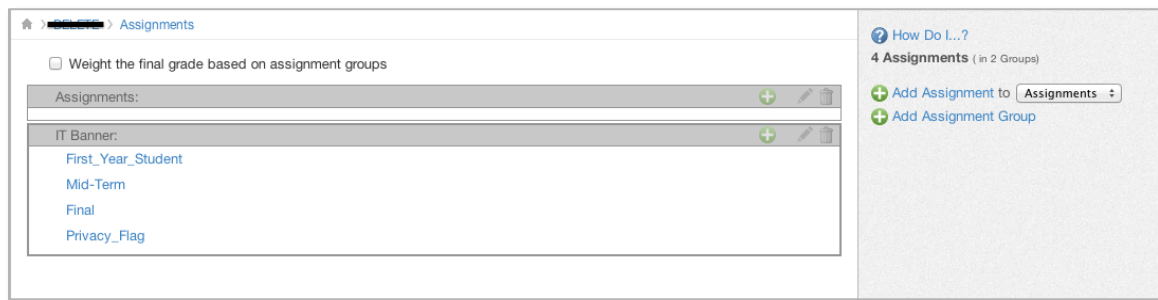 DELETE Assignments
Weight the final grade based on assignment groups
Assignments:
IT Banner:
First_Year_Student
Mid-Term
Final
Privacy_Flag
How Do I...?
4 Assignments ( in 2 Groups)
Add Assignment to Assignments
Add Assignment Group